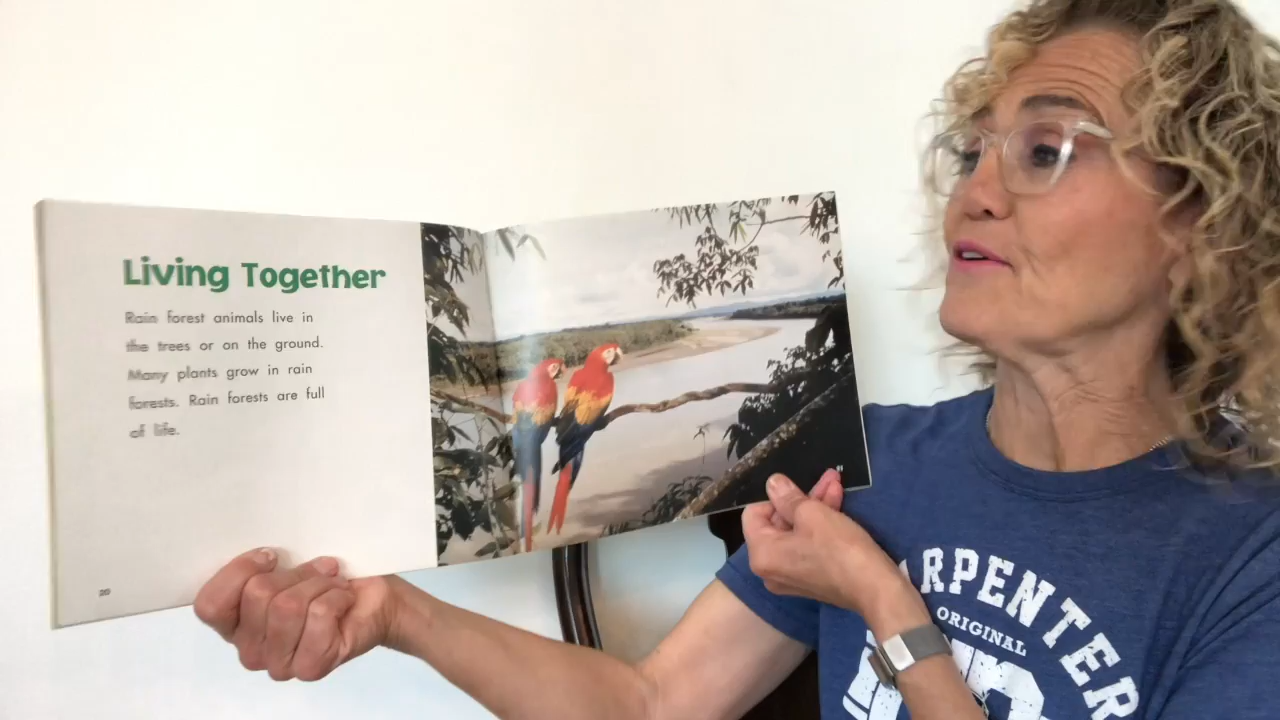 Living Together
Rain forest animals live in
the trees or on the ground.
Many plants grow in rain
forests. Rain forests are full
of life.
20
ARPENTER
ORIGINAL